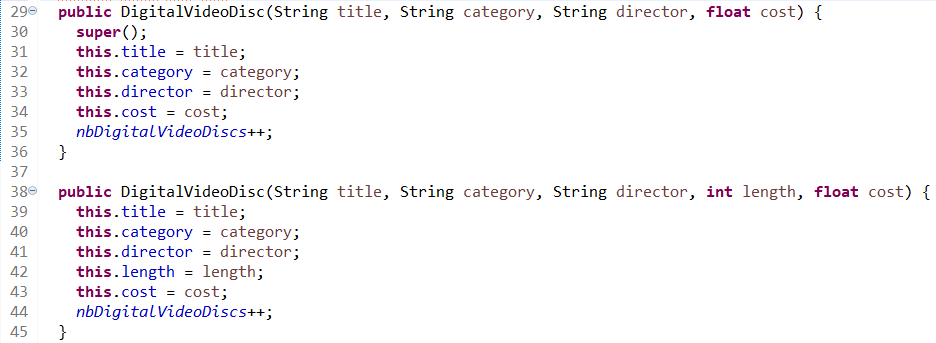 29 public DigitalVideoDisc(String title, String category, String director, float cost) {
30 super();
31 this.title = title;
32 this.category = category;
33 this.director = director;
34 this.cost = cost;
35 nbDigitalVideoDiscs++;
36 }
37
38 public DigitalVideoDisc(String title, String category, String director, int length, float cost) {
39 this.title = title;
40 this.category = category;
41 this.director = director;
42 this.length = length;
43 this.cost = cost;
44 nbDigitalVideoDiscs++;
45 }